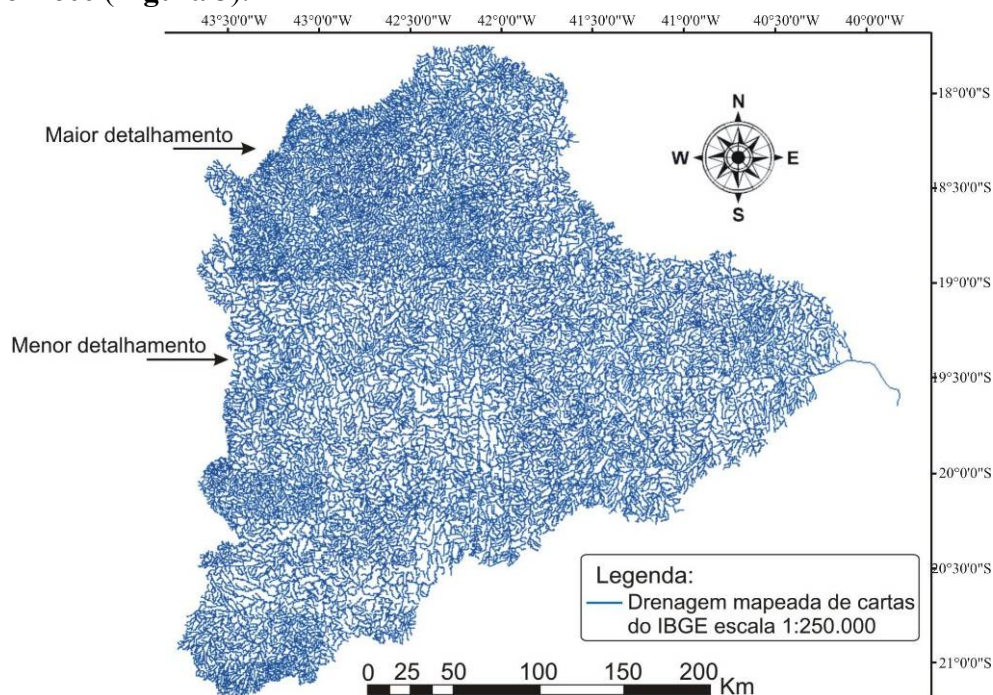 43°30'0"W 43°0'0"W 42°30'0"W 42°0'0"W 41°30'0"W 41°0'0"W 40°30'0"W 40°0'0"W
18°0'0"S
N
Maior detalhamento
W E
18°30'0"S
S
19°0'0"S
Menor detalhamento
19°30'0"S
20°0'0"S
20°30'0"S
Legenda:
Drenagem mapeada de cartas
do IBGE escala 1:250.000
21°0'0"S
0 25 50 100 150 200
Km